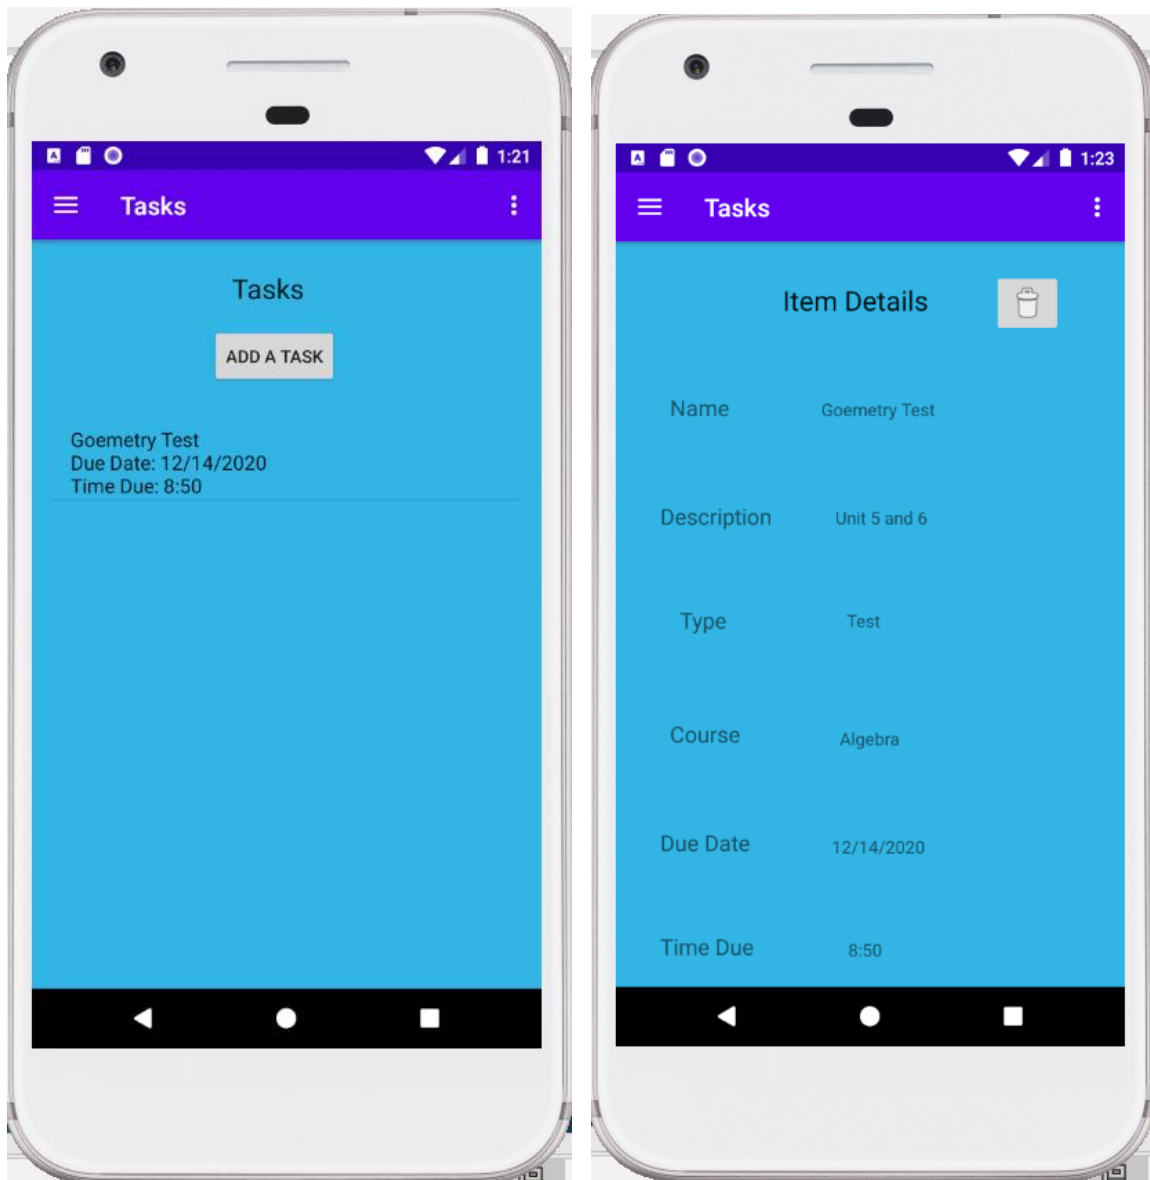 1:21
Tasks
Tasks
ADD A TASK
Goemetry Test
Due Date: 12/14/2020
Time Due: 8:50
1:23
Tasks
Item Details
Name Goemetry Test
Description Unit 5 and 6
Type Test
Course Algebra
Due Date 12/14/2020
Time Due 8:50